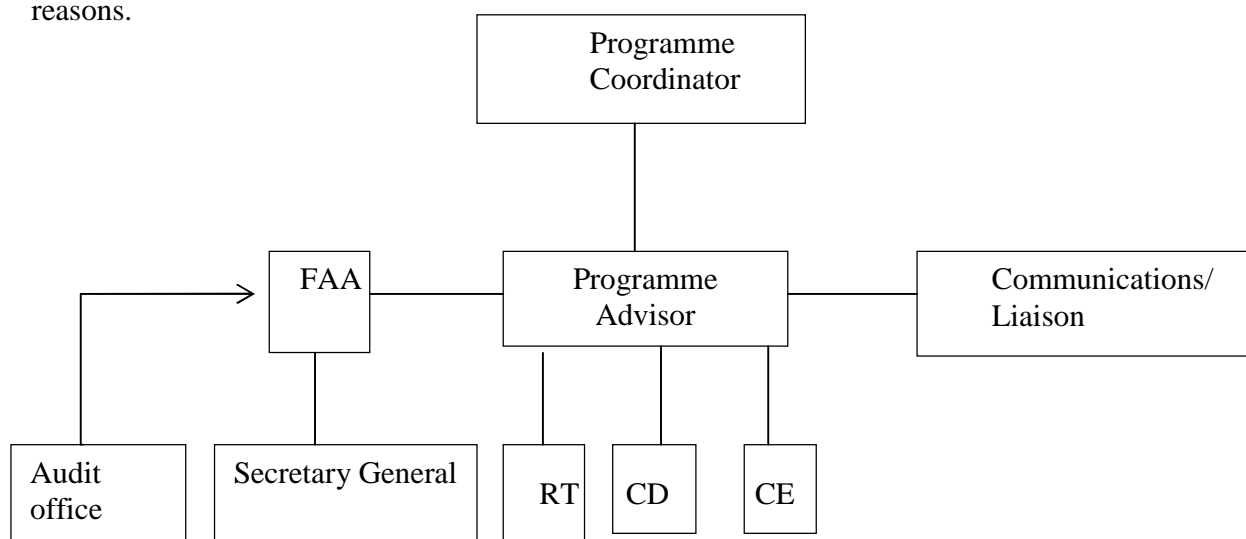 reasons.
Programme
Coordinator
FAA
Programme
Advisor
Communications/
Liaison
Audit
office
Secretary General
RT
CD
CE